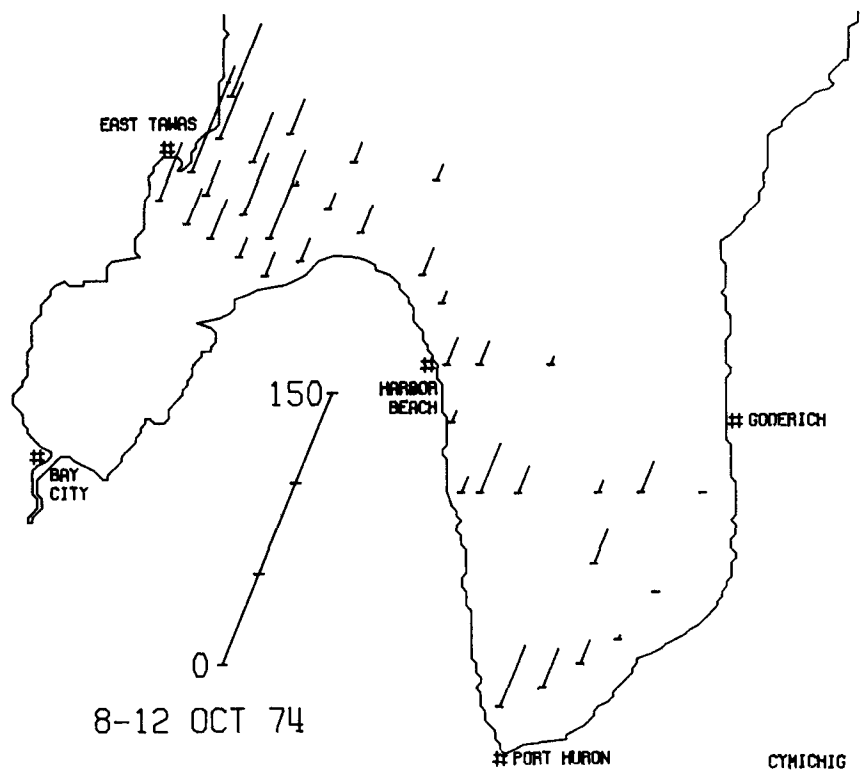 EAST TAWAS
150
HARBOR
BEACH
GODERICH
BAY
CITY
0
8-12 OCT 74
PORT HURON
CYMICHIG